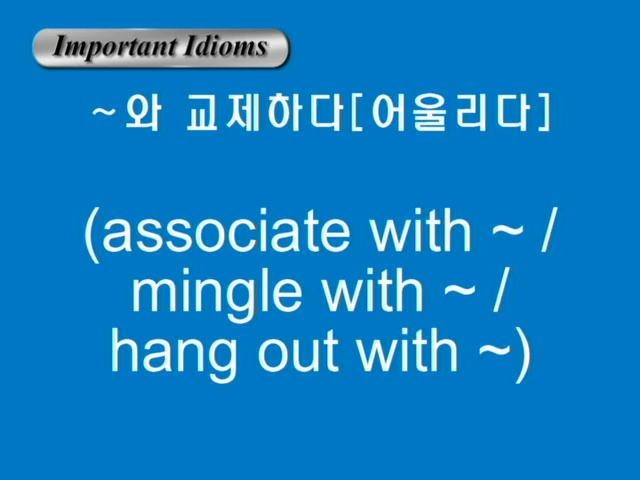 Important Idioms
~와 교제하다[어울리다]
(associate with ~ /
mingle with ~ /
hang out with ~)